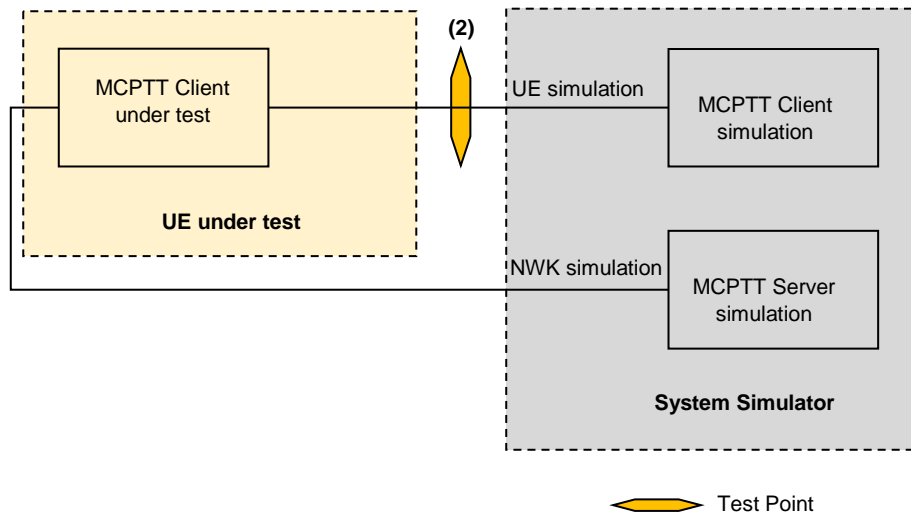 (2)
MCPTT Client
under test
UE simulation
MCPTT Client
simulation
UE under test
NWK simulation
MCPTT Server
simulation
System Simulator
Test Point